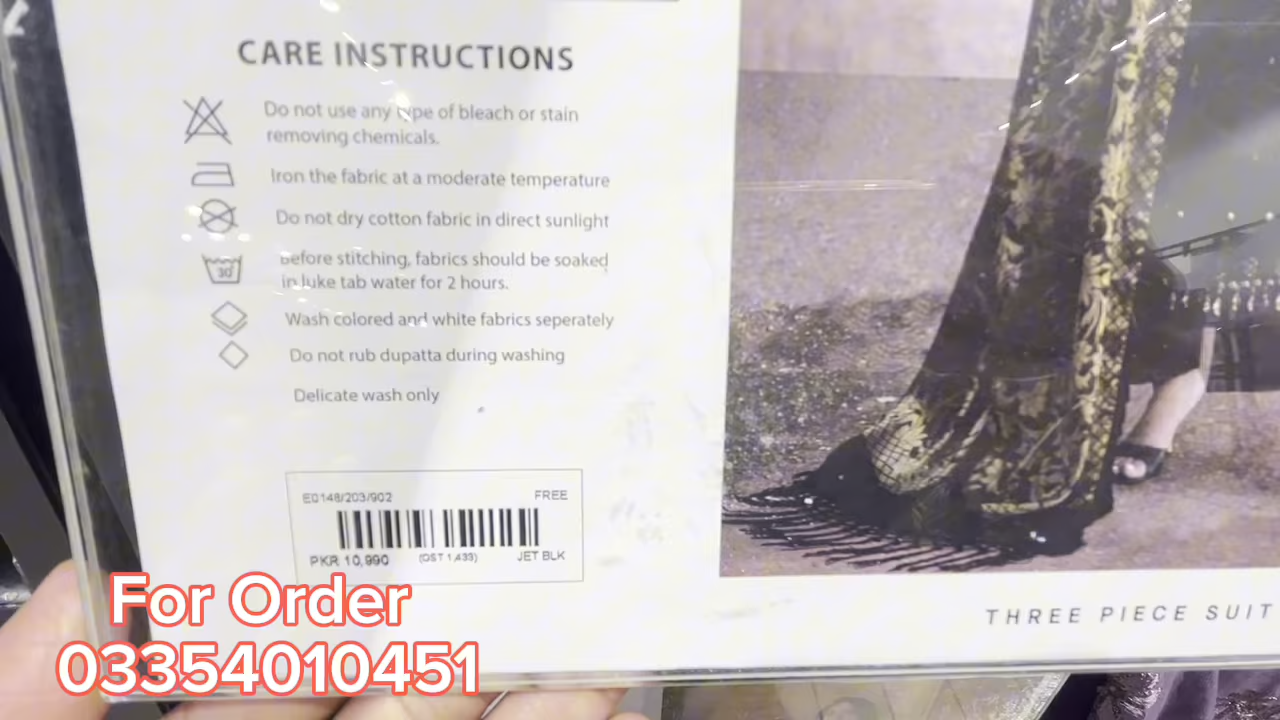 CARE INSTRUCTIONS
Do not use any type of bleach or stain
removing chemicals.
Iron the fabric at a moderate temperature
Do not dry cotton fabric in direct sunlight
30
Before stitching, fabrics should be soaked
in luke tab water for 2 hours.
Wash colored and white fabrics seperately
Do not rub dupatta during washing
Delicate wash only
E0148/203/902 FREE
PKR 10,990 (GST 1,433) JET BLK
THREE PIECE SUIT
For Order
03354010451